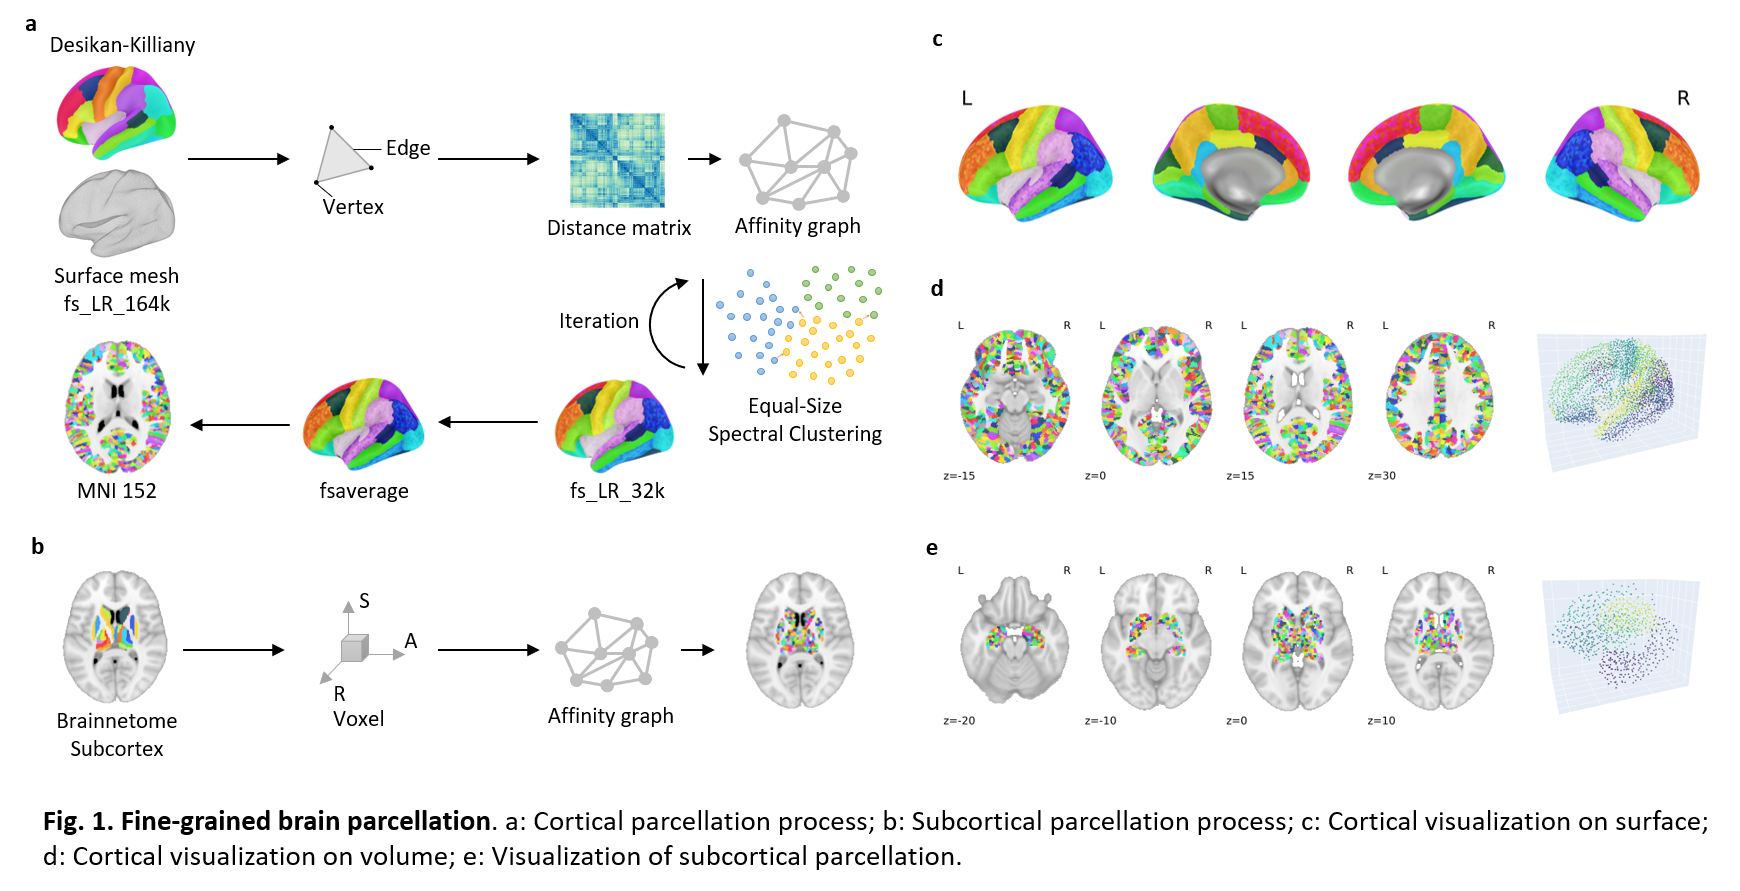 a
Desikan-Killiany
Edge
Vertex
Distance matrix
Affinity graph
Surface mesh
fs_LR_164k
Iteration
Equal-Size
Spectral Clustering
MNI 152
fsaverage
fs_LR_32k
b
S
A
R
Voxel
Affinity graph
Brainnetome
Subcortex
c
L
R
d
L R L R L R L R
z=-15 z=0 z=15 z=30
e
L R L R L R L R
z=-20 z=-10 z=0 z=10
Fig. 1. Fine-grained brain parcellation. a: Cortical parcellation process; b: Subcortical parcellation process; c: Cortical visualization on surface;
d: Cortical visualization on volume; e: Visualization of subcortical parcellation.